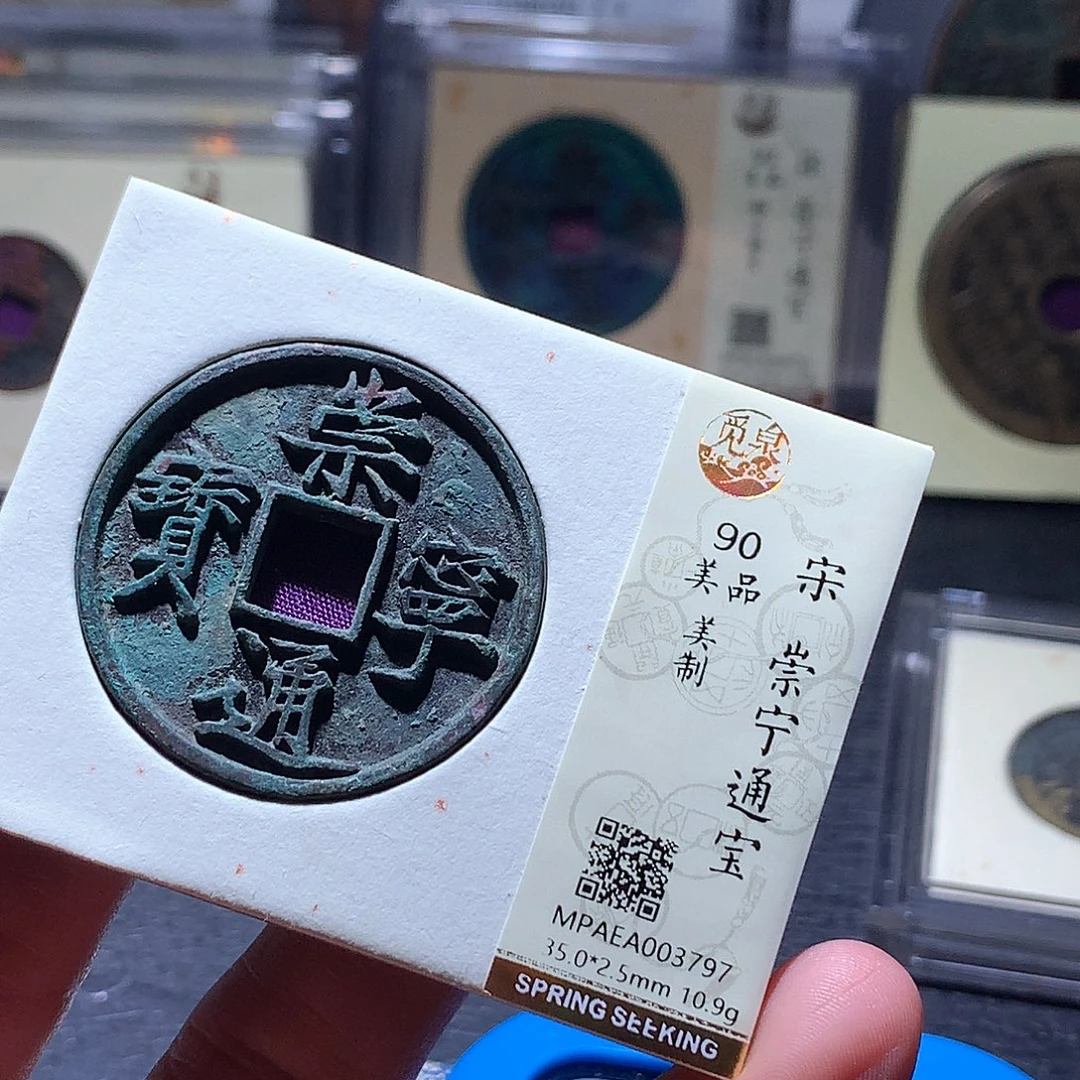 崇寧通寶
觅泉
90
美品
美制
宋 崇宁通宝
MPAEA003797
35.0*2.5mm 10.9g
SPRING SEEKING